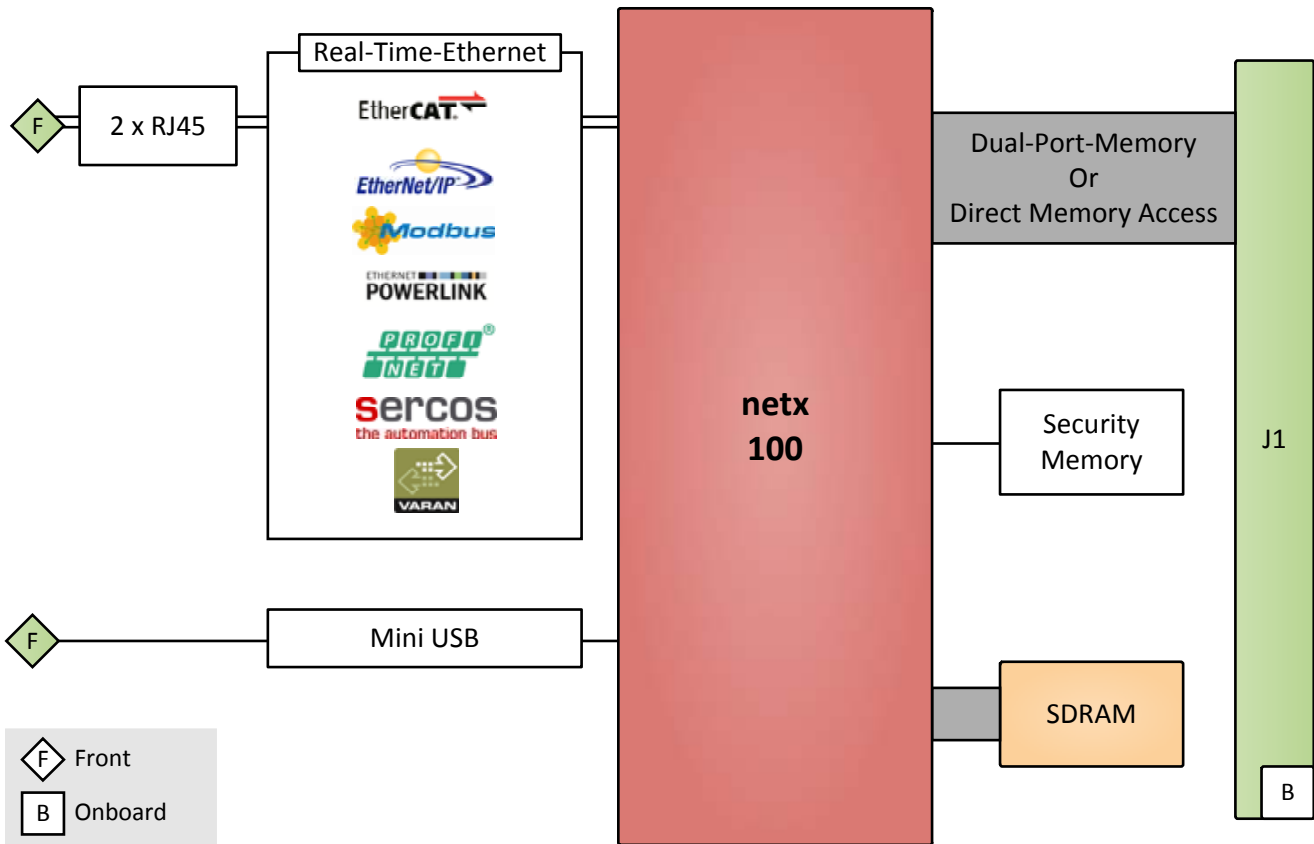 Real-Time-Ethernet
F
2 x RJ45
EtherCAT.
EtherNet/IP
Modbus
ETHERNET
POWERLINK
PROFI®
NET
sercos
the automation bus
VARAN
netx
100
Dual-Port-Memory
Or
Direct Memory Access
Security
Memory
J1
F
Mini USB
SDRAM
B
F Front
B Onboard